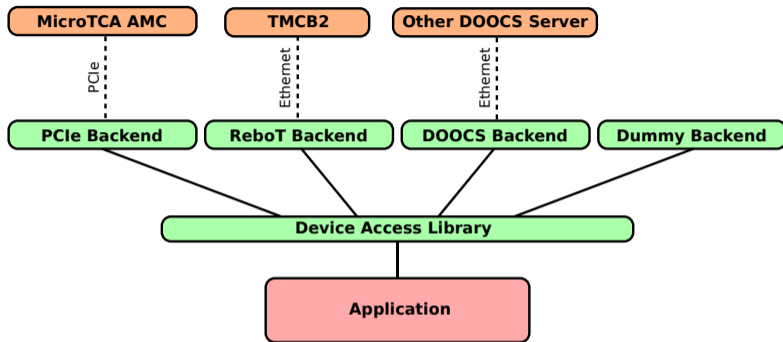 MicroTCA AMC
TMCB2
Other DOOCS Server
PCIe
Ethernet
Ethernet
PCIe Backend
ReboT Backend
DOOCS Backend
Dummy Backend
Device Access Library
Application